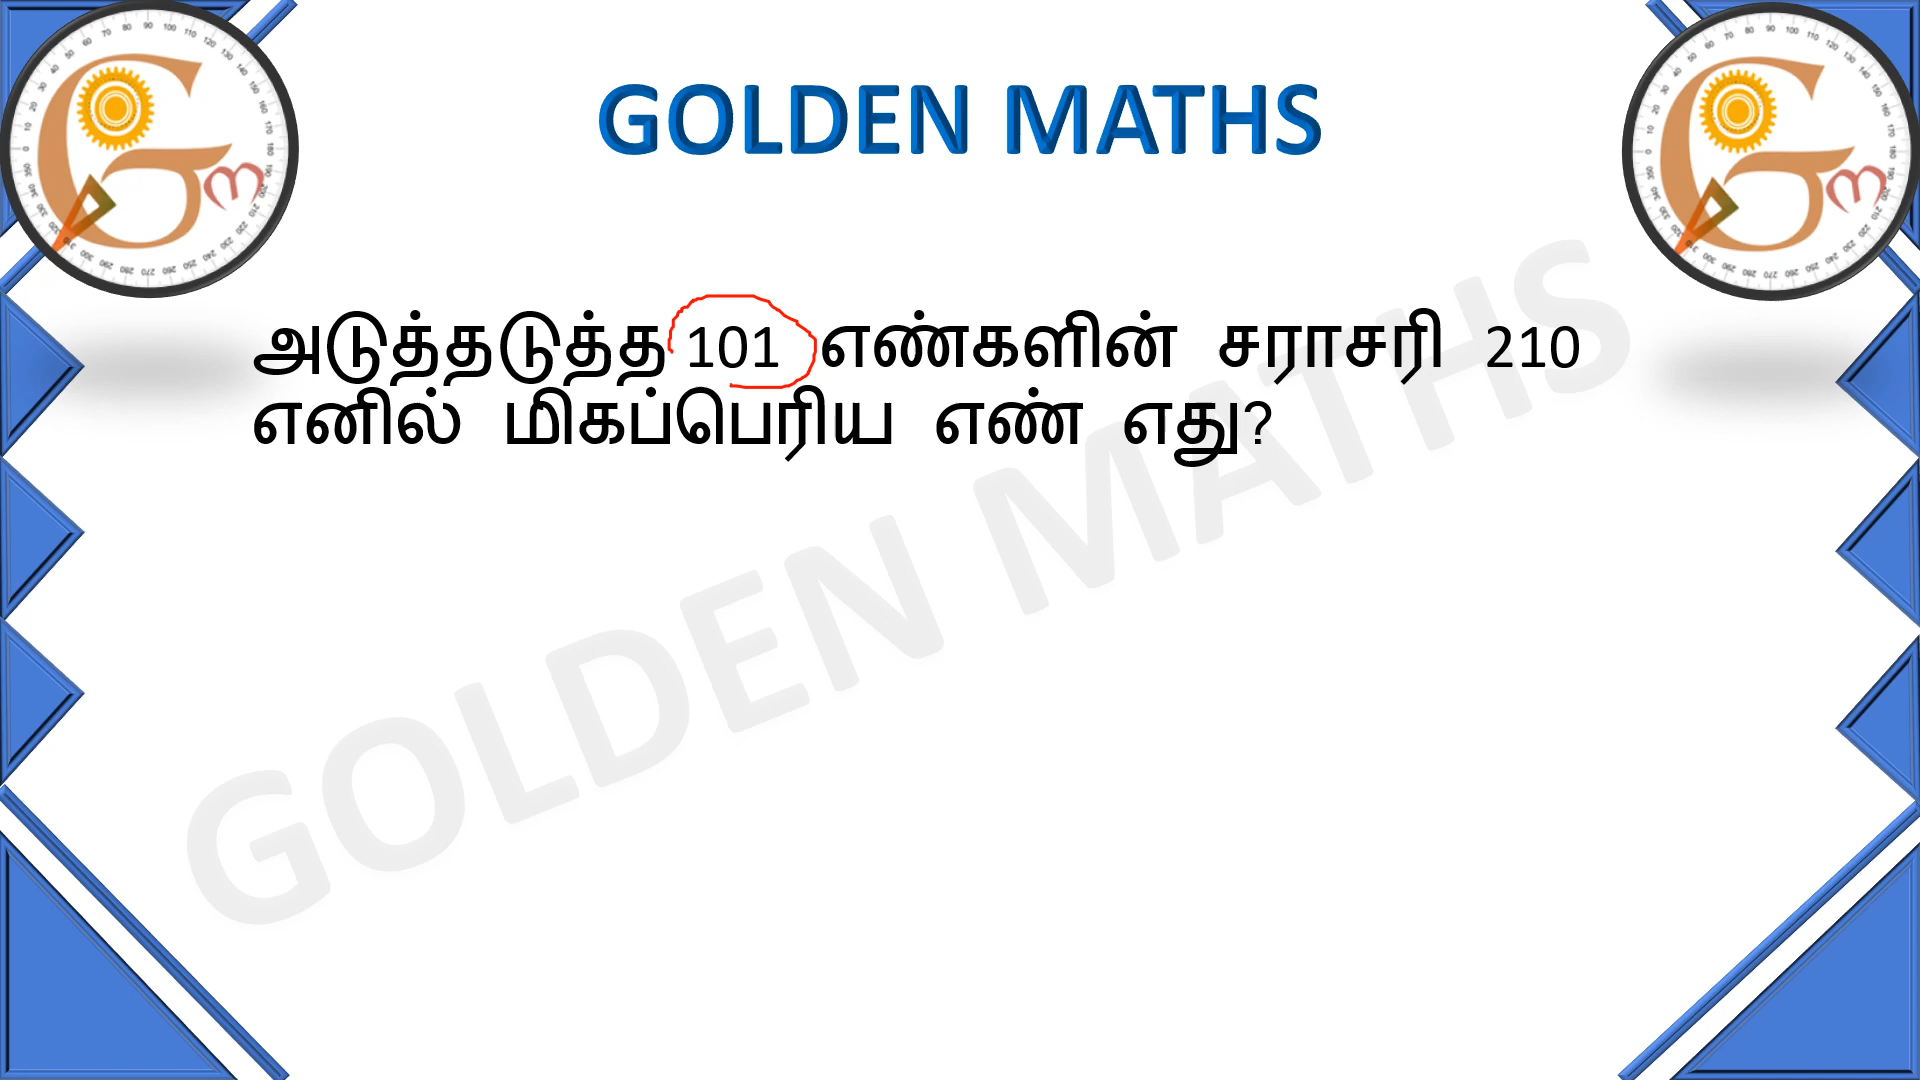 GOLDEN MATHS
அடுத்தடுத்த 101 எண்களின் சராசரி 210
எனில் மிகப்பெரிய எண் எது?
GOLDEN MATHS